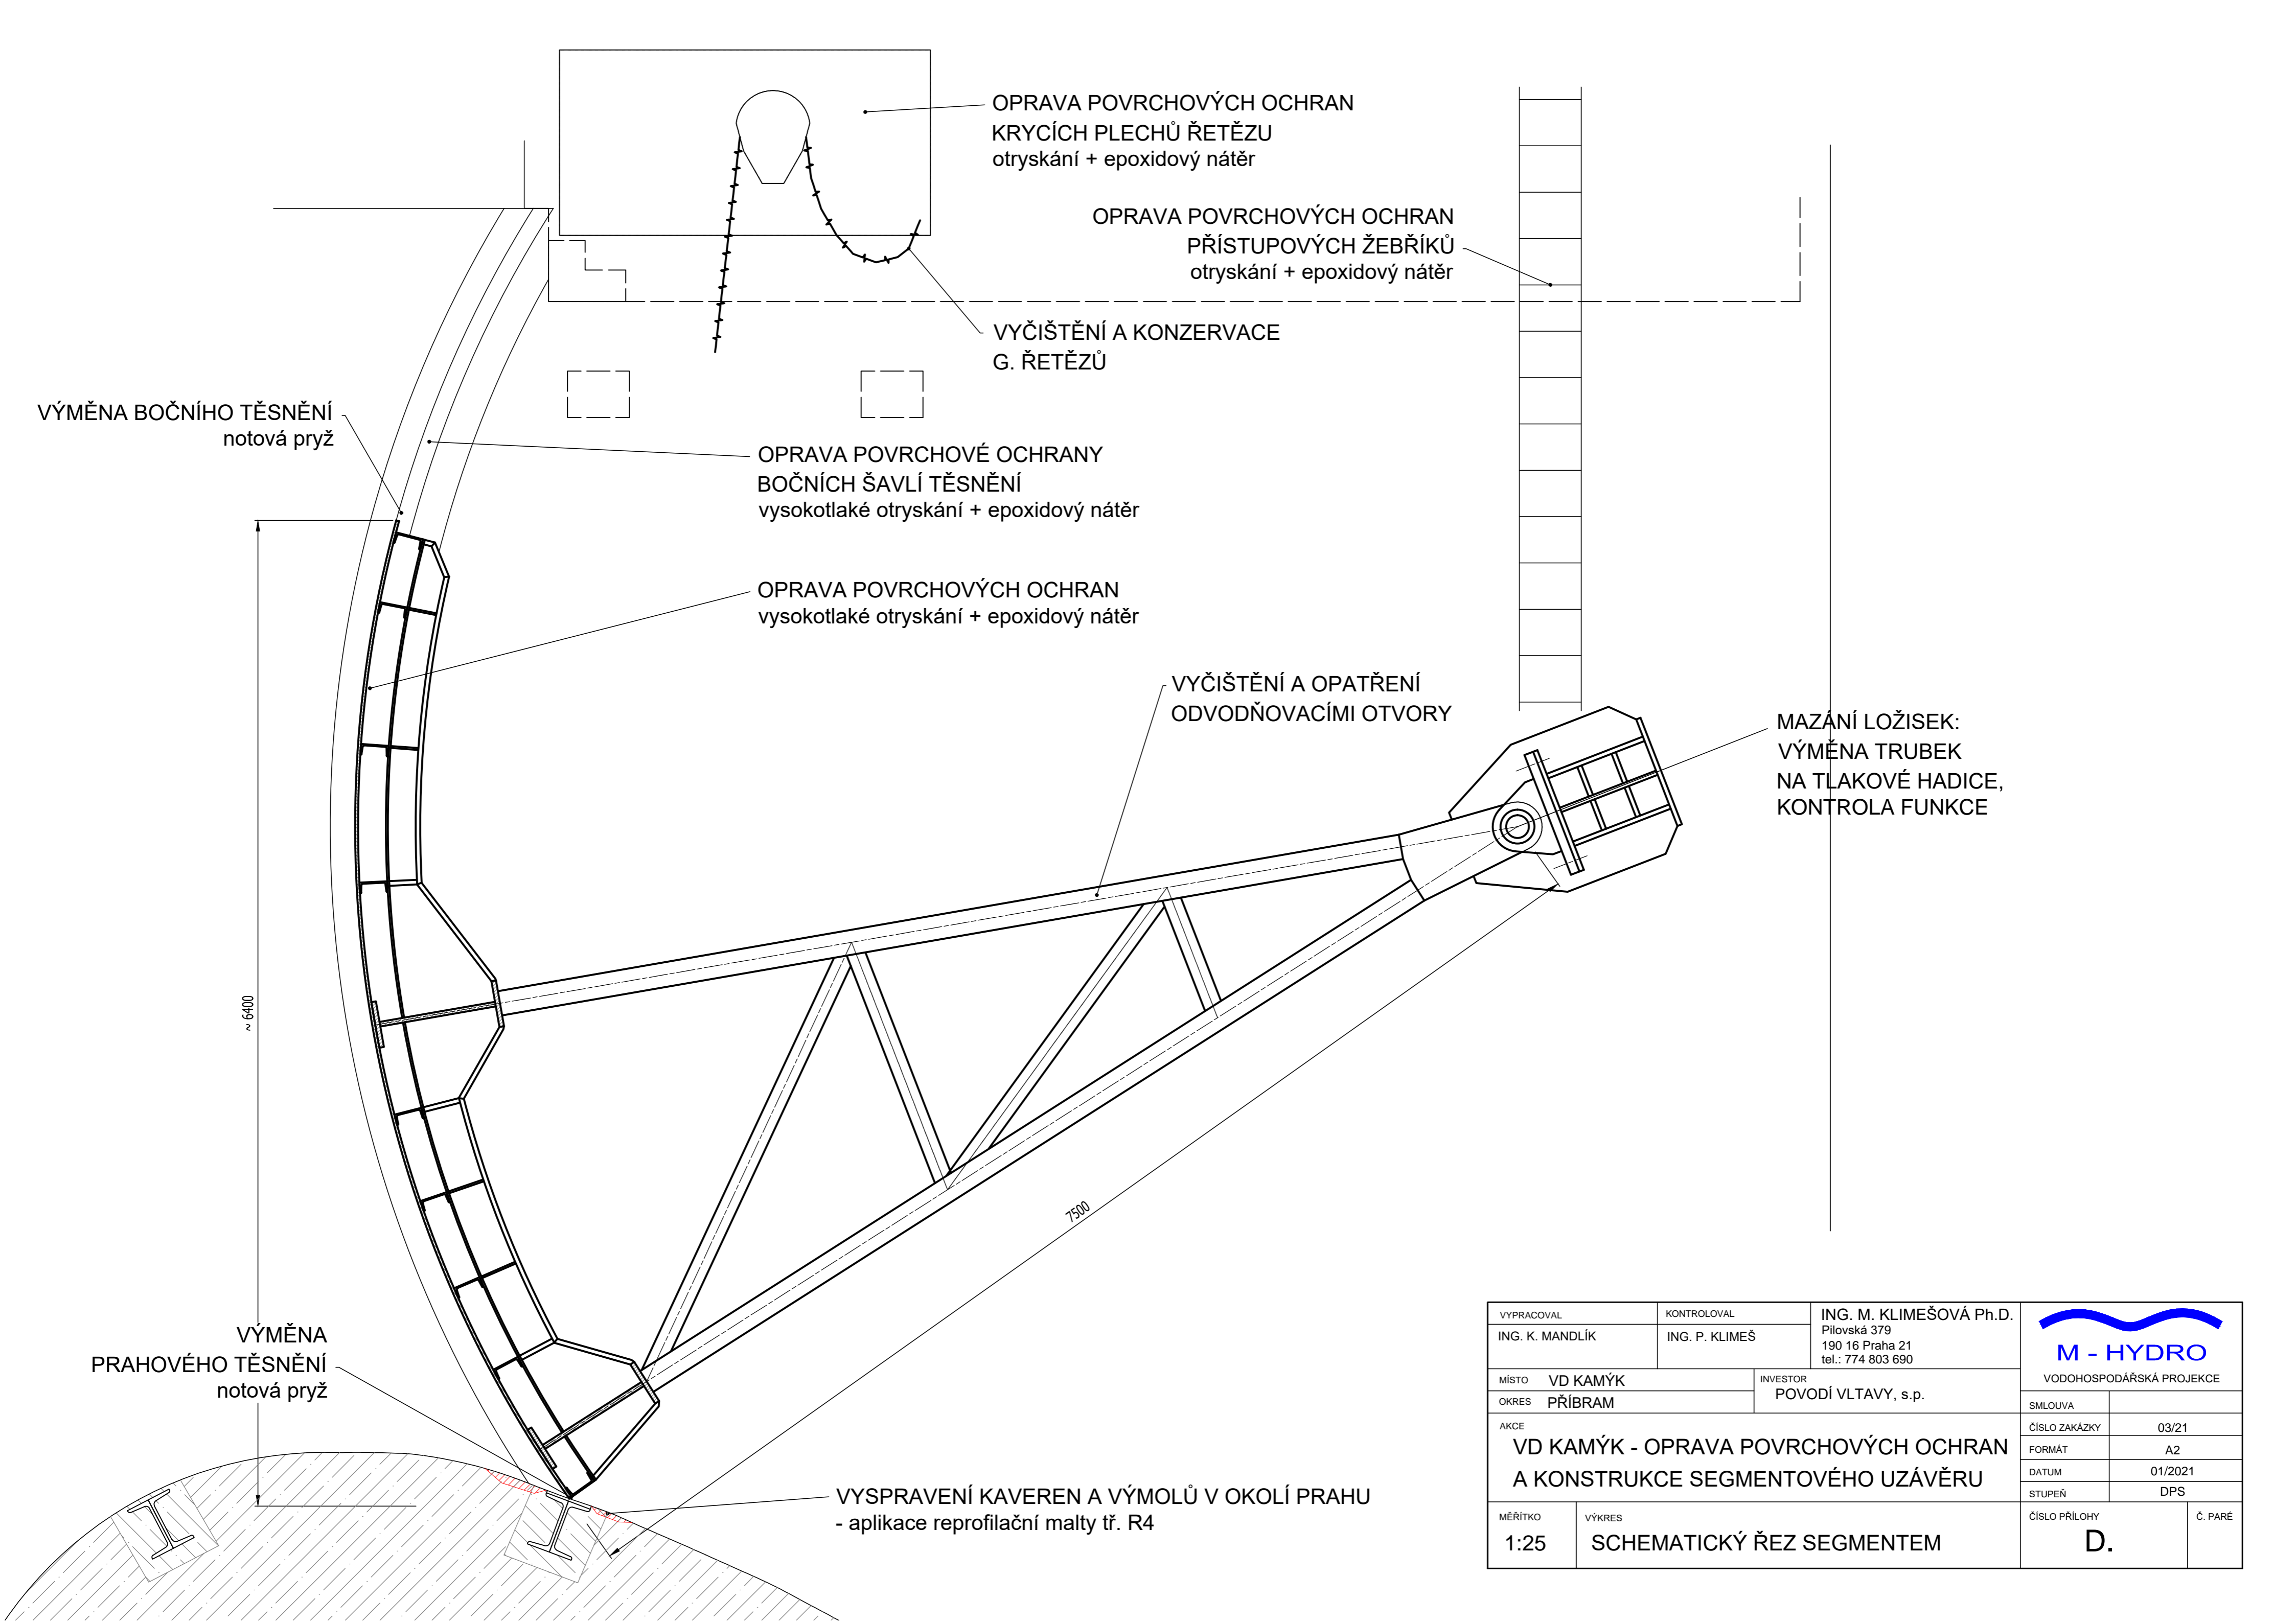 OPRAVA POVRCHOVÝCH OCHRAN
KRYCÍCH PLECHŮ ŘETĚZU
otryskání + epoxidový nátěr
OPRAVA POVRCHOVÝCH OCHRAN
PŘÍSTUPOVÝCH ŽEBŘÍKŮ
otryskání + epoxidový nátěr
VYČIŠTĚNÍ A KONZERVACE
G. ŘETĚZŮ
VÝMĚNA BOČNÍHO TĚSNĚNÍ
notová pryž
OPRAVA POVRCHOVÉ OCHRANY
BOČNÍCH ŠAVLÍ TĚSNĚNÍ
vysokotlaké otryskání + epoxidový nátěr
OPRAVA POVRCHOVÝCH OCHRAN
vysokotlaké otryskání + epoxidový nátěr
VYČIŠTĚNÍ A OPATŘENÍ
ODVODŇOVACÍMI OTVORY
MAZÁNÍ LOŽISEK:
VÝMĚNA TRUBEK
NA TLAKOVÉ HADICE,
KONTROLA FUNKCE
~ 6400
7500
VÝMĚNA
PRAHOVÉHO TĚSNĚNÍ
notová pryž
VYSPRAVENÍ KAVEREN A VÝMOLŮ V OKOLÍ PRAHU
- aplikace reprofilační malty tř. R4
VYPRACOVAL
ING. K. MANDLÍK
KONTROLOVAL
ING. P. KLIMEŠ
ING. M. KLIMEŠOVÁ Ph.D.
Pilovská 379
190 16 Praha 21
tel.: 774 803 690
M - HYDRO
VODOHOSPODÁŘSKÁ PROJEKCE
MÍSTO VD KAMÝK
OKRES PŘÍBRAM
INVESTOR
POVODÍ VLTAVY, s.p.
SMLOUVA
ČÍSLO ZAKÁZKY 03/21
FORMÁT A2
DATUM 01/2021
STUPEŇ DPS
AKCE
VD KAMÝK - OPRAVA POVRCHOVÝCH OCHRAN
A KONSTRUKCE SEGMENTOVÉHO UZÁVĚRU
MĚŘÍTKO
1:25
VÝKRES
SCHEMATICKÝ ŘEZ SEGMENTEM
ČÍSLO PŘÍLOHY
D.
Č. PARÉ